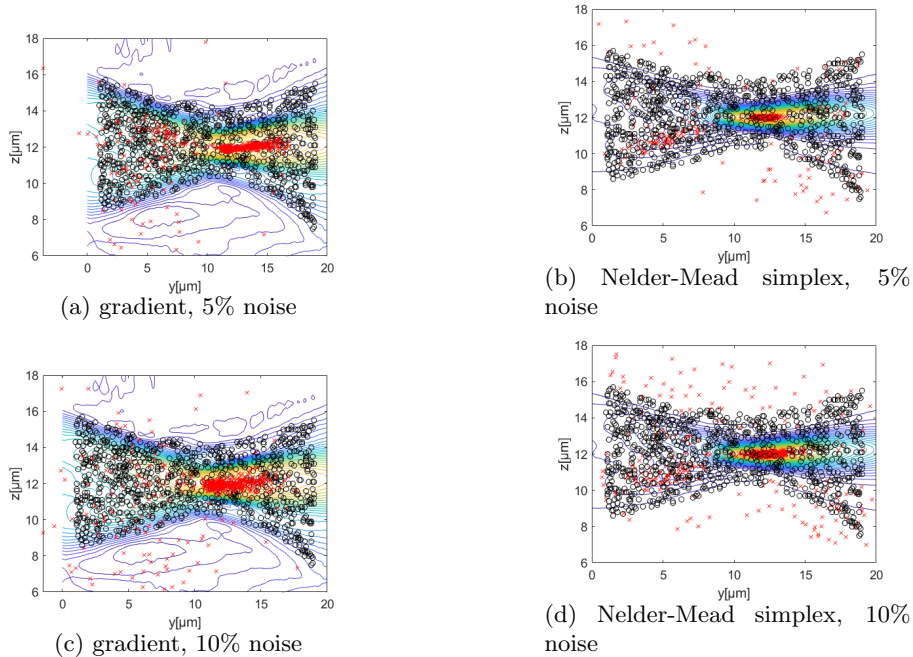 18
16
14
12
10
8
6
z[μm]
0 5 10 15 20
y[μm]
(a) gradient, 5% noise
18
16
14
12
10
8
6
z[μm]
0 5 10 15 20
y[μm]
(b) Nelder-Mead simplex, 5%
noise
18
16
14
12
10
8
6
z[μm]
0 5 10 15 20
y[μm]
(c) gradient, 10% noise
18
16
14
12
10
8
6
z[μm]
0 5 10 15 20
y[μm]
(d) Nelder-Mead simplex, 10%
noise